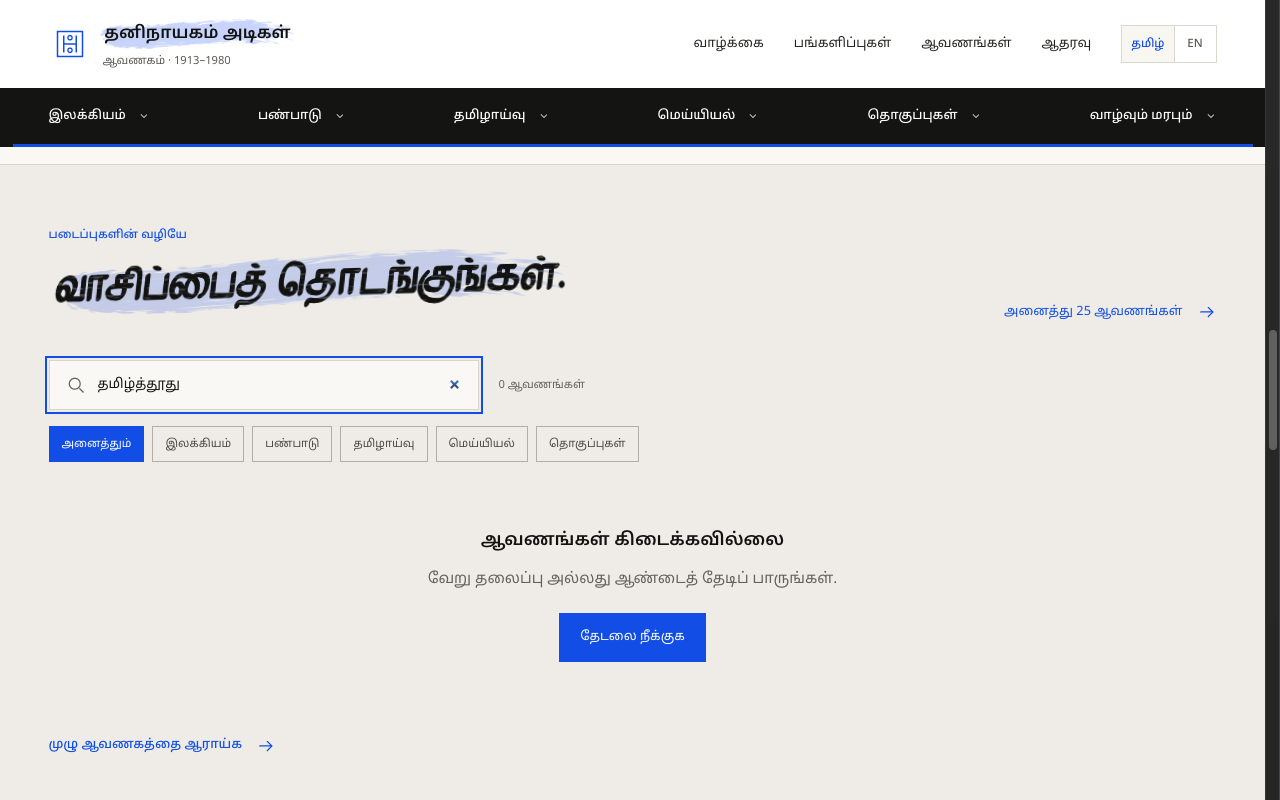 தனிநாயகம் அடிகள்
ஆவணகம் · 1913–1980
வாழ்க்கை பங்களிப்புகள் ஆவணங்கள் ஆதரவு தமிழ் EN
இலக்கியம் பண்பாடு தமிழாய்வு மெய்யியல் தொகுப்புகள் வாழ்வும் மரபும்
படைப்புகளின் வழியே
வாசிப்பைத் தொடங்குங்கள்.
அனைத்து 25 ஆவணங்கள் →
தமிழ்த்தூது × 0 ஆவணங்கள்
அனைத்தும் இலக்கியம் பண்பாடு தமிழாய்வு மெய்யியல் தொகுப்புகள்
ஆவணங்கள் கிடைக்கவில்லை
வேறு தலைப்பு அல்லது ஆண்டைத் தேடிப் பாருங்கள்.
தேடலை நீக்குக
முழு ஆவணகத்தை ஆராய்க →